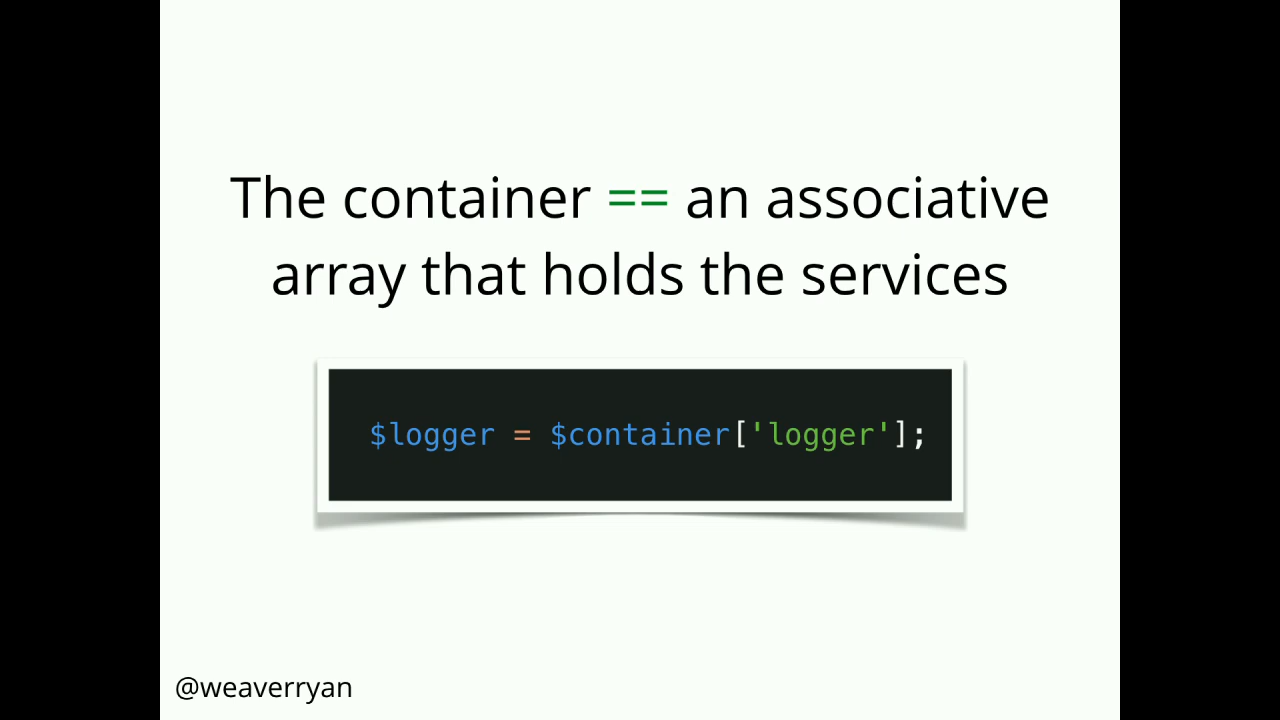 The container == an associative
array that holds the services
$logger = $container['logger'];
@weaverryan